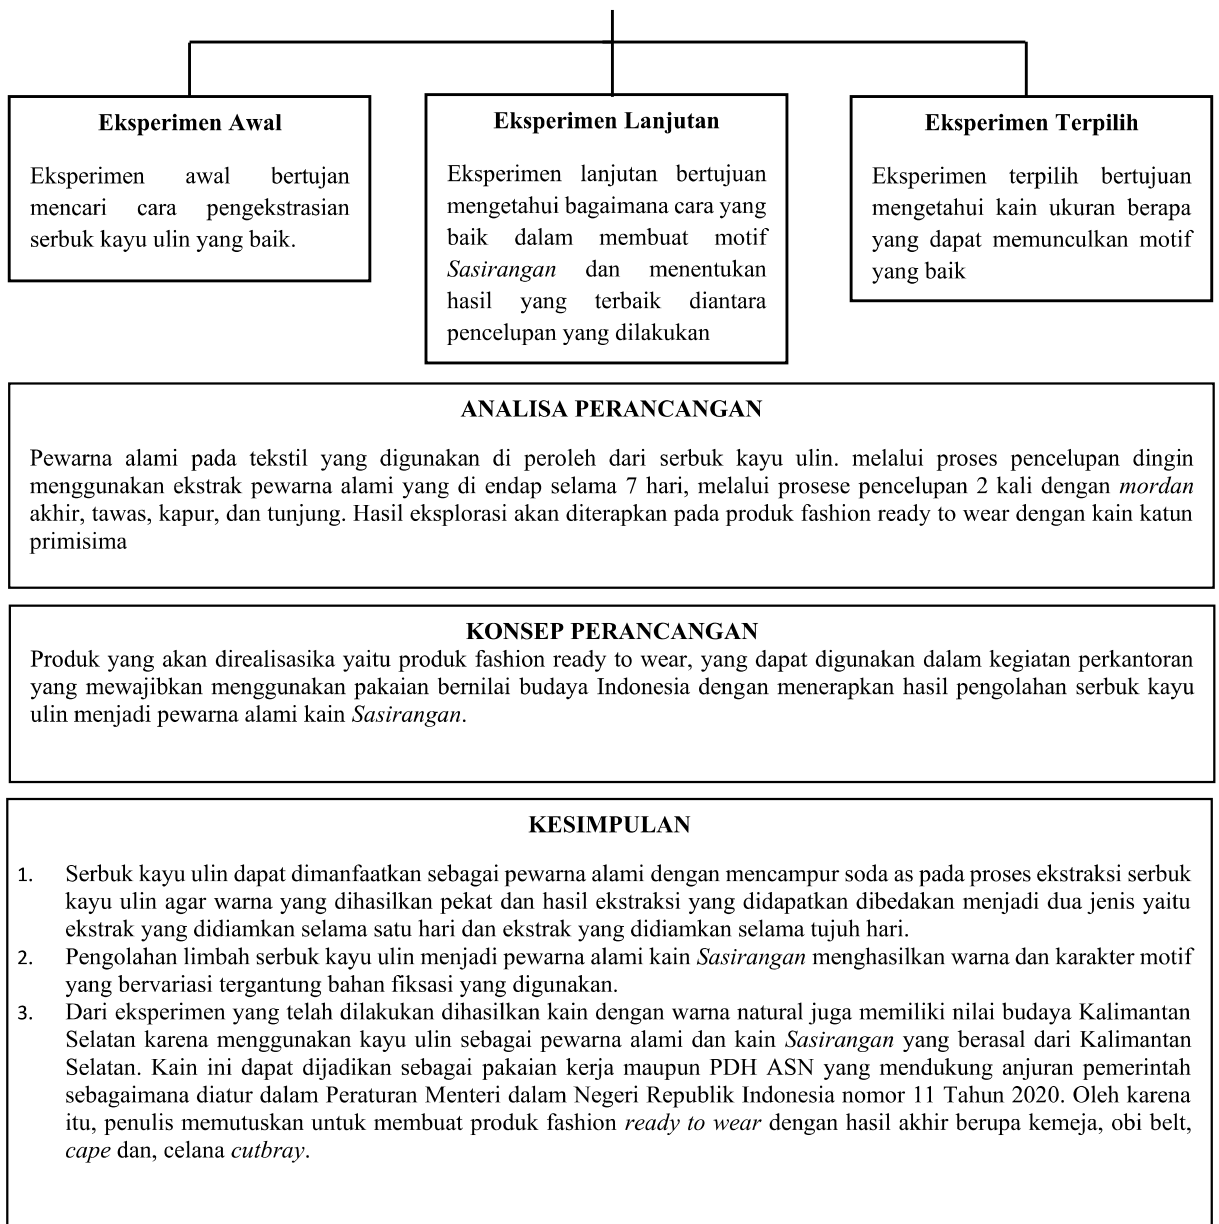 Eksperimen Awal
Eksperimen awal bertujan
mencari cara pengekstrasian
serbuk kayu ulin yang baik.
Eksperimen Lanjutan
Eksperimen lanjutan bertujuan
mengetahui bagaimana cara yang
baik dalam membuat motif
Sasirangan dan menentukan
hasil yang terbaik diantara
pencelupan yang dilakukan
Eksperimen Terpilih
Eksperimen terpilih bertujuan
mengetahui kain ukuran berapa
yang dapat memunculkan motif
yang baik
ANALISA PERANCANGAN
Pewarna alami pada tekstil yang digunakan di peroleh dari serbuk kayu ulin. melalui proses pencelupan dingin
menggunakan ekstrak pewarna alami yang di endap selama 7 hari, melalui prosese pencelupan 2 kali dengan mordan
akhir, tawas, kapur, dan tunjung. Hasil eksplorasi akan diterapkan pada produk fashion ready to wear dengan kain katun
primisima
KONSEP PERANCANGAN
Produk yang akan direalisasika yaitu produk fashion ready to wear, yang dapat digunakan dalam kegiatan perkantoran
yang mewajibkan menggunakan pakaian bernilai budaya Indonesia dengan menerapkan hasil pengolahan serbuk kayu
ulin menjadi pewarna alami kain Sasirangan.
KESIMPULAN
1. Serbuk kayu ulin dapat dimanfaatkan sebagai pewarna alami dengan mencampur soda as pada proses ekstraksi serbuk
kayu ulin agar warna yang dihasilkan pekat dan hasil ekstraksi yang didapatkan dibedakan menjadi dua jenis yaitu
ekstrak yang didiamkan selama satu hari dan ekstrak yang didiamkan selama tujuh hari.
2. Pengolahan limbah serbuk kayu ulin menjadi pewarna alami kain Sasirangan menghasilkan warna dan karakter motif
yang bervariasi tergantung bahan fiksasi yang digunakan.
3. Dari eksperimen yang telah dilakukan dihasilkan kain dengan warna natural juga memiliki nilai budaya Kalimantan
Selatan karena menggunakan kayu ulin sebagai pewarna alami dan kain Sasirangan yang berasal dari Kalimantan
Selatan. Kain ini dapat dijadikan sebagai pakaian kerja maupun PDH ASN yang mendukung anjuran pemerintah
sebagaimana diatur dalam Peraturan Menteri dalam Negeri Republik Indonesia nomor 11 Tahun 2020. Oleh karena
itu, penulis memutuskan untuk membuat produk fashion ready to wear dengan hasil akhir berupa kemeja, obi belt,
cape dan, celana cutbray.